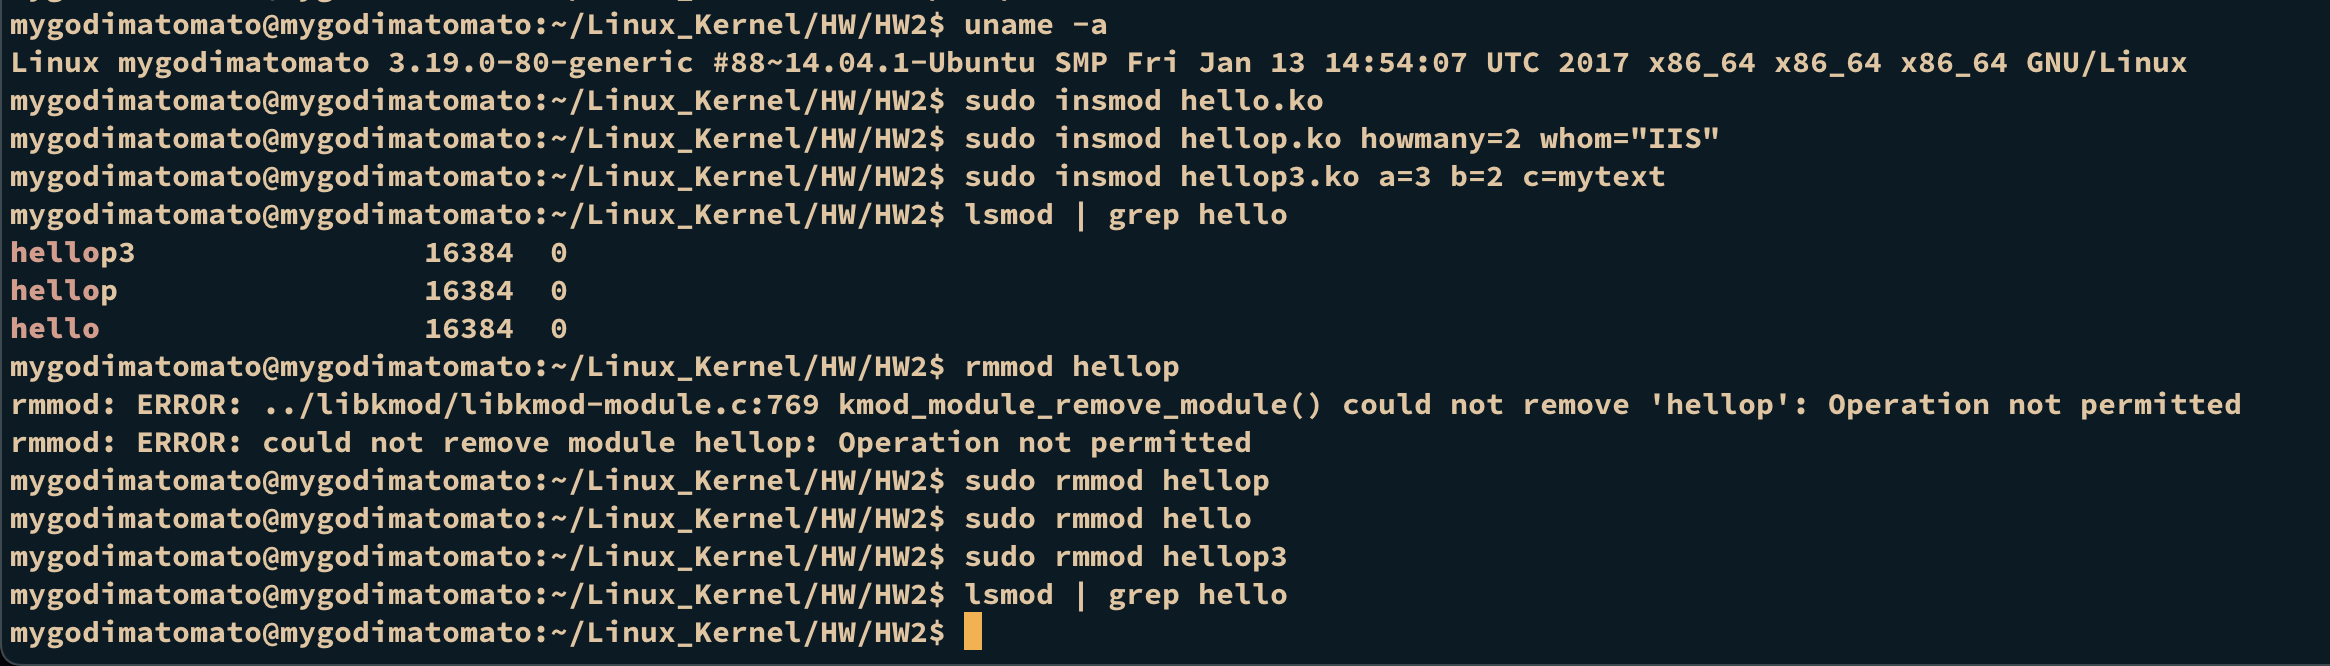 mygodimatomato@mygodimatomato:~/Linux_Kernel/HW/HW2$ uname -a
Linux mygodimatomato 3.19.0-80-generic #88~14.04.1-Ubuntu SMP Fri Jan 13 14:54:07 UTC 2017 x86_64 x86_64 x86_64 GNU/Linux
mygodimatomato@mygodimatomato:~/Linux_Kernel/HW/HW2$ sudo insmod hello.ko
mygodimatomato@mygodimatomato:~/Linux_Kernel/HW/HW2$ sudo insmod hellop.ko howmany=2 whom="IIS"
mygodimatomato@mygodimatomato:~/Linux_Kernel/HW/HW2$ sudo insmod hellop3.ko a=3 b=2 c=mytext
mygodimatomato@mygodimatomato:~/Linux_Kernel/HW/HW2$ lsmod | grep hello
hellop3                16384  0
hellop                 16384  0
hello                  16384  0
mygodimatomato@mygodimatomato:~/Linux_Kernel/HW/HW2$ rmmod hellop
rmmod: ERROR: ../libkmod/libkmod-module.c:769 kmod_module_remove_module() could not remove 'hellop': Operation not permitted
rmmod: ERROR: could not remove module hellop: Operation not permitted
mygodimatomato@mygodimatomato:~/Linux_Kernel/HW/HW2$ sudo rmmod hellop
mygodimatomato@mygodimatomato:~/Linux_Kernel/HW/HW2$ sudo rmmod hello
mygodimatomato@mygodimatomato:~/Linux_Kernel/HW/HW2$ sudo rmmod hellop3
mygodimatomato@mygodimatomato:~/Linux_Kernel/HW/HW2$ lsmod | grep hello
mygodimatomato@mygodimatomato:~/Linux_Kernel/HW/HW2$